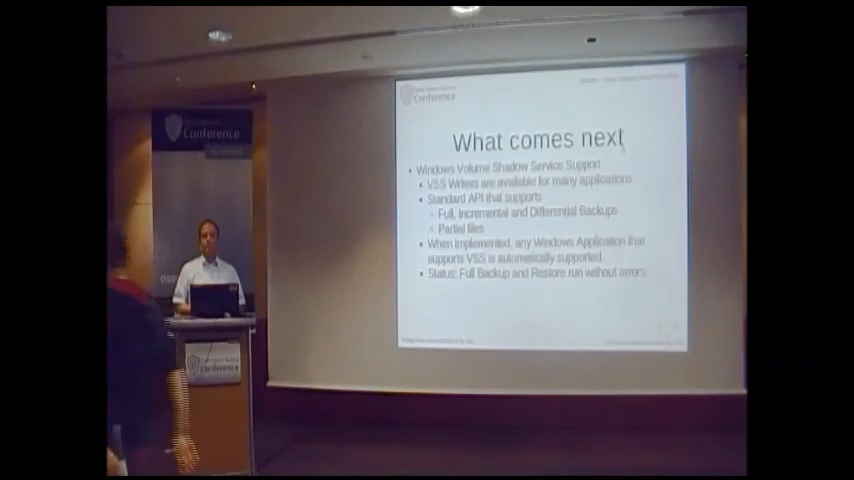 Conference
What comes next
Windows Volume Shadow Service Support
VSS Writers are available for many applications
Standard API that supports
Full, Incremental and Differential Backups
Partial files
When implemented, any Windows Application that
supports VSS is automatically supported.
Status: Full Backup and Restore run without errors.
Conference
Conference